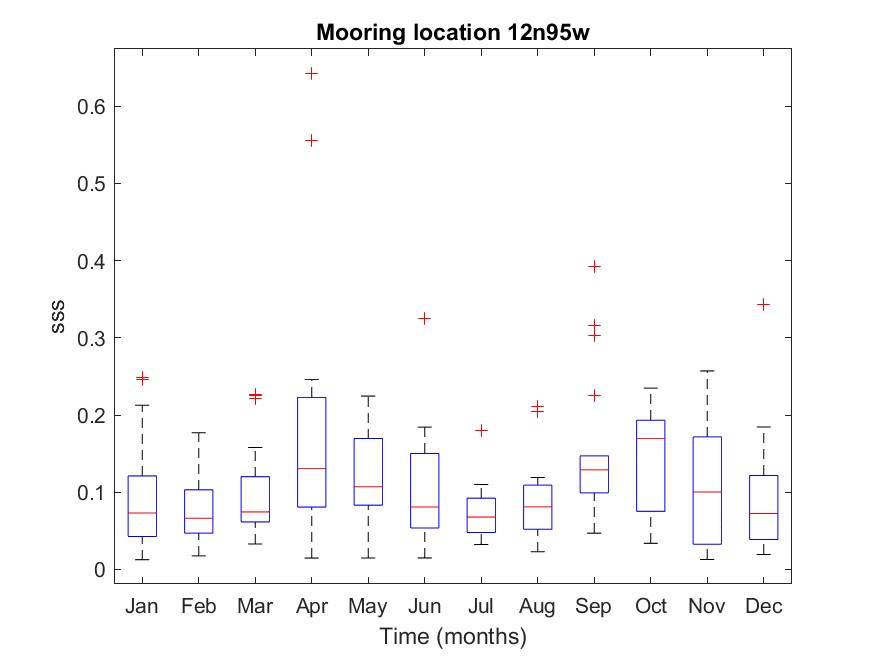 Mooring location 12n95w
0.6
0.5
0.4
0.3
0.2
0.1
0
sss
Jan Feb Mar Apr May Jun Jul Aug Sep Oct Nov Dec
Time (months)